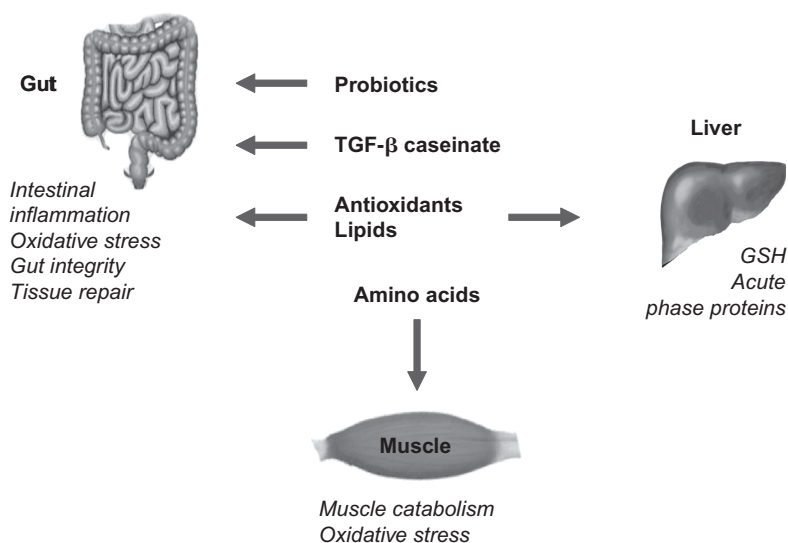 Gut
Probiotics
TGF-β caseinate
Antioxidants
Lipids
Amino acids
Intestinal
inflammation
Oxidative stress
Gut integrity
Tissue repair
Liver
GSH
Acute
phase proteins
Muscle
Muscle catabolism
Oxidative stress